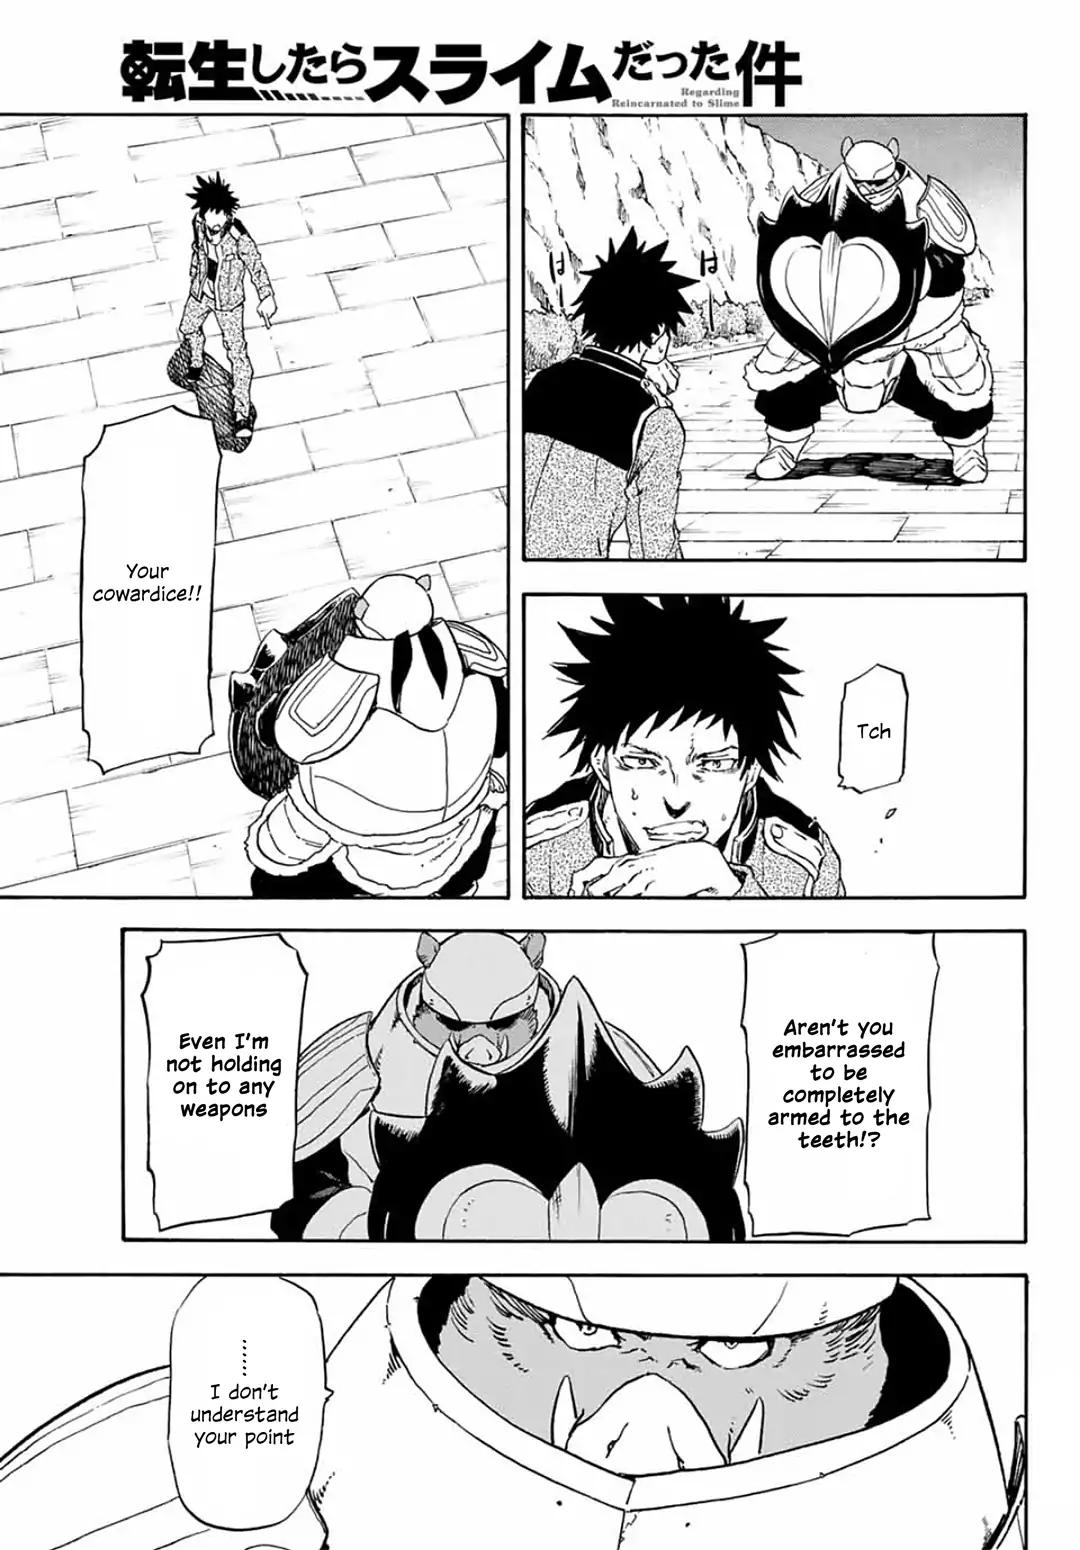 転生したらスライムだった件
Regarding
Reincarnated to Slime
は
は
Tch
Your
cowardice!!
Aren't you
embarrassed
to be
completely
armed to the
teeth!?
Even I'm
not holding
on to any
weapons
........
I don't
understand
your point